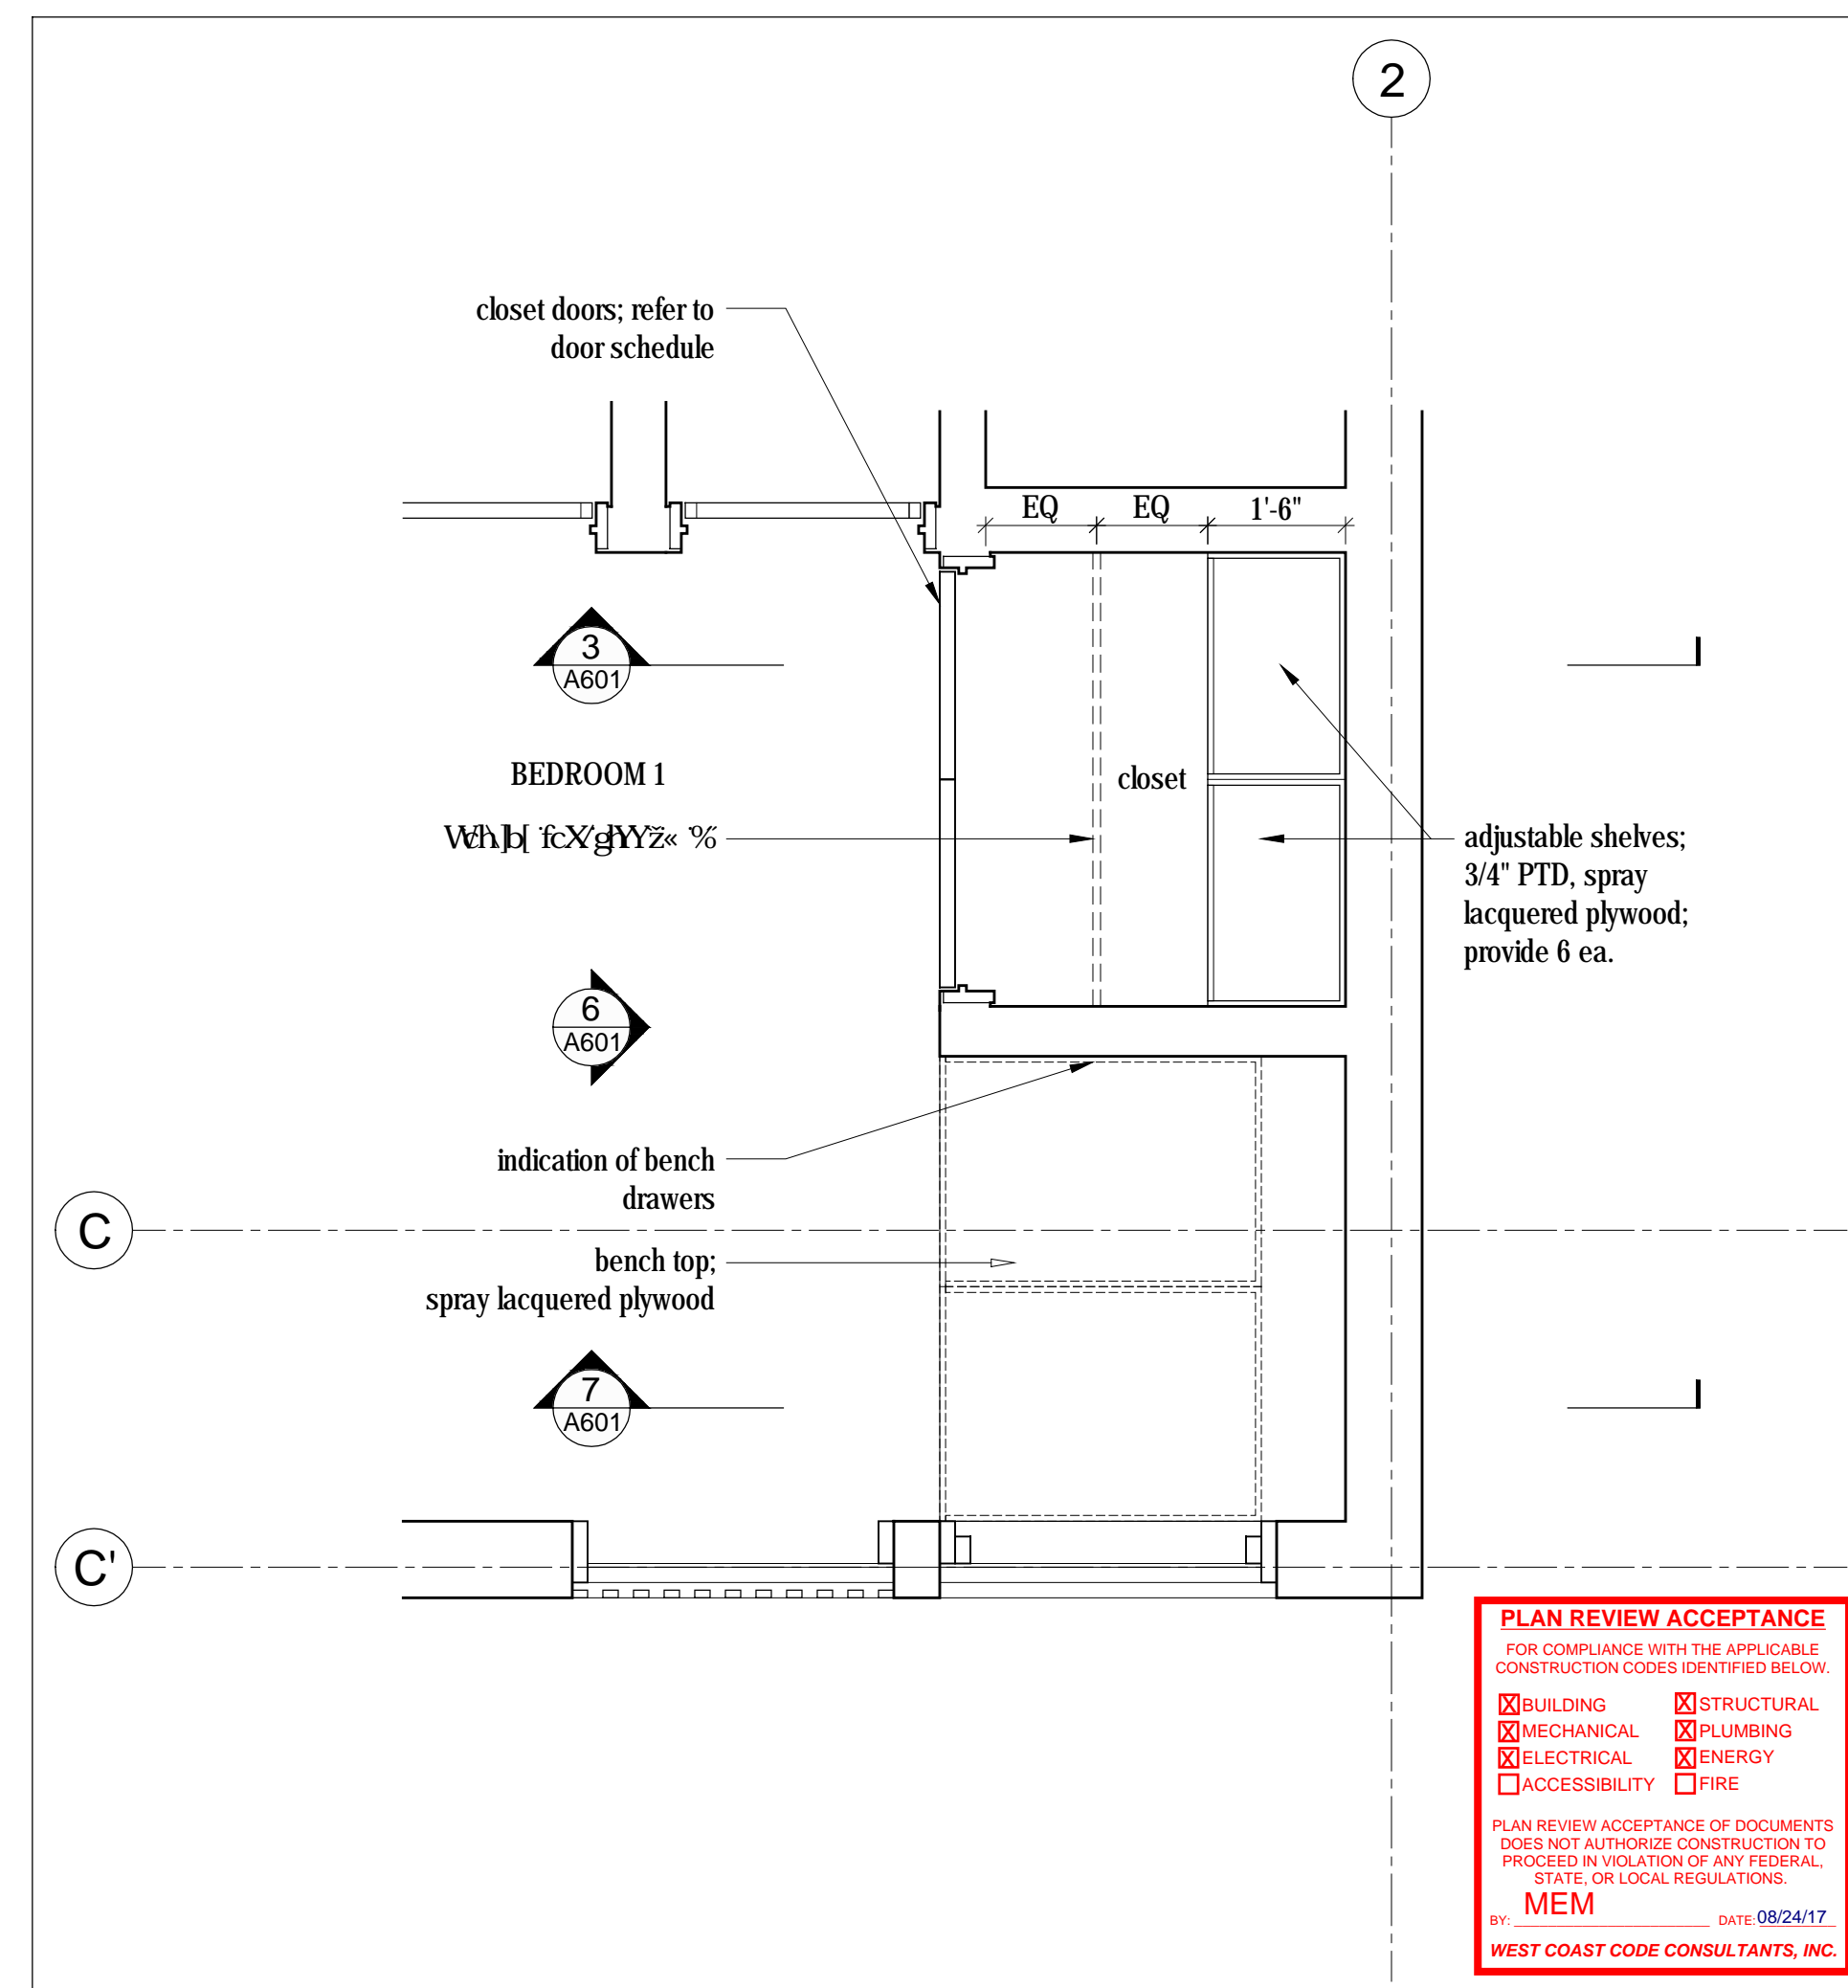 2
closet doors; refer to
door schedule
EQ
EQ
1'-6"
3
A601
BEDROOM 1
closet
adjustable shelves;
3/4" PTD, spray
lacquered plywood;
provide 6 ea.
6
A601
indication of bench
drawers
C
bench top;
spray lacquered plywood
7
A601
C'
PLAN REVIEW ACCEPTANCE
FOR COMPLIANCE WITH THE APPLICABLE
CONSTRUCTION CODES IDENTIFIED BELOW.
X BUILDING X STRUCTURAL
X MECHANICAL X PLUMBING
X ELECTRICAL X ENERGY
ACCESSIBILITY FIRE
PLAN REVIEW ACCEPTANCE OF DOCUMENTS
DOES NOT AUTHORIZE CONSTRUCTION TO
PROCEED IN VIOLATION OF ANY FEDERAL,
STATE, OR LOCAL REGULATIONS.
BY: MEM DATE: 08/24/17
WEST COAST CODE CONSULTANTS, INC.